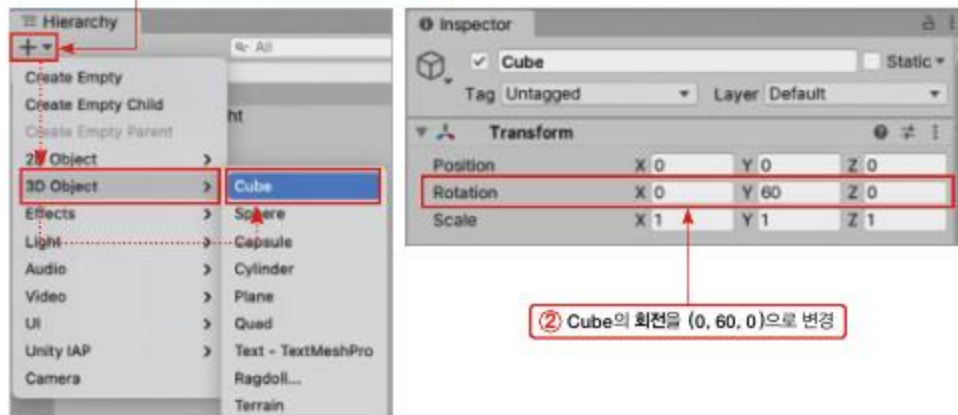 Hierarchy
All
Create Empty
Create Empty Child
Create Empty Parent
ht
2D Object
3D Object
Cube
Effects
Sphere
Light
Capsule
Audio
Cylinder
Video
Plane
UI
Quad
Unity IAP
Text - TextMeshPro
Camera
Ragdoll...
Terrain
Inspector
Cube
Static
Tag Untagged Layer Default
Transform
Position X 0 Y 0 Z 0
Rotation X 0 Y 60 Z 0
Scale X 1 Y 1 Z 1
② Cube의 회전을 (0, 60, 0)으로 변경